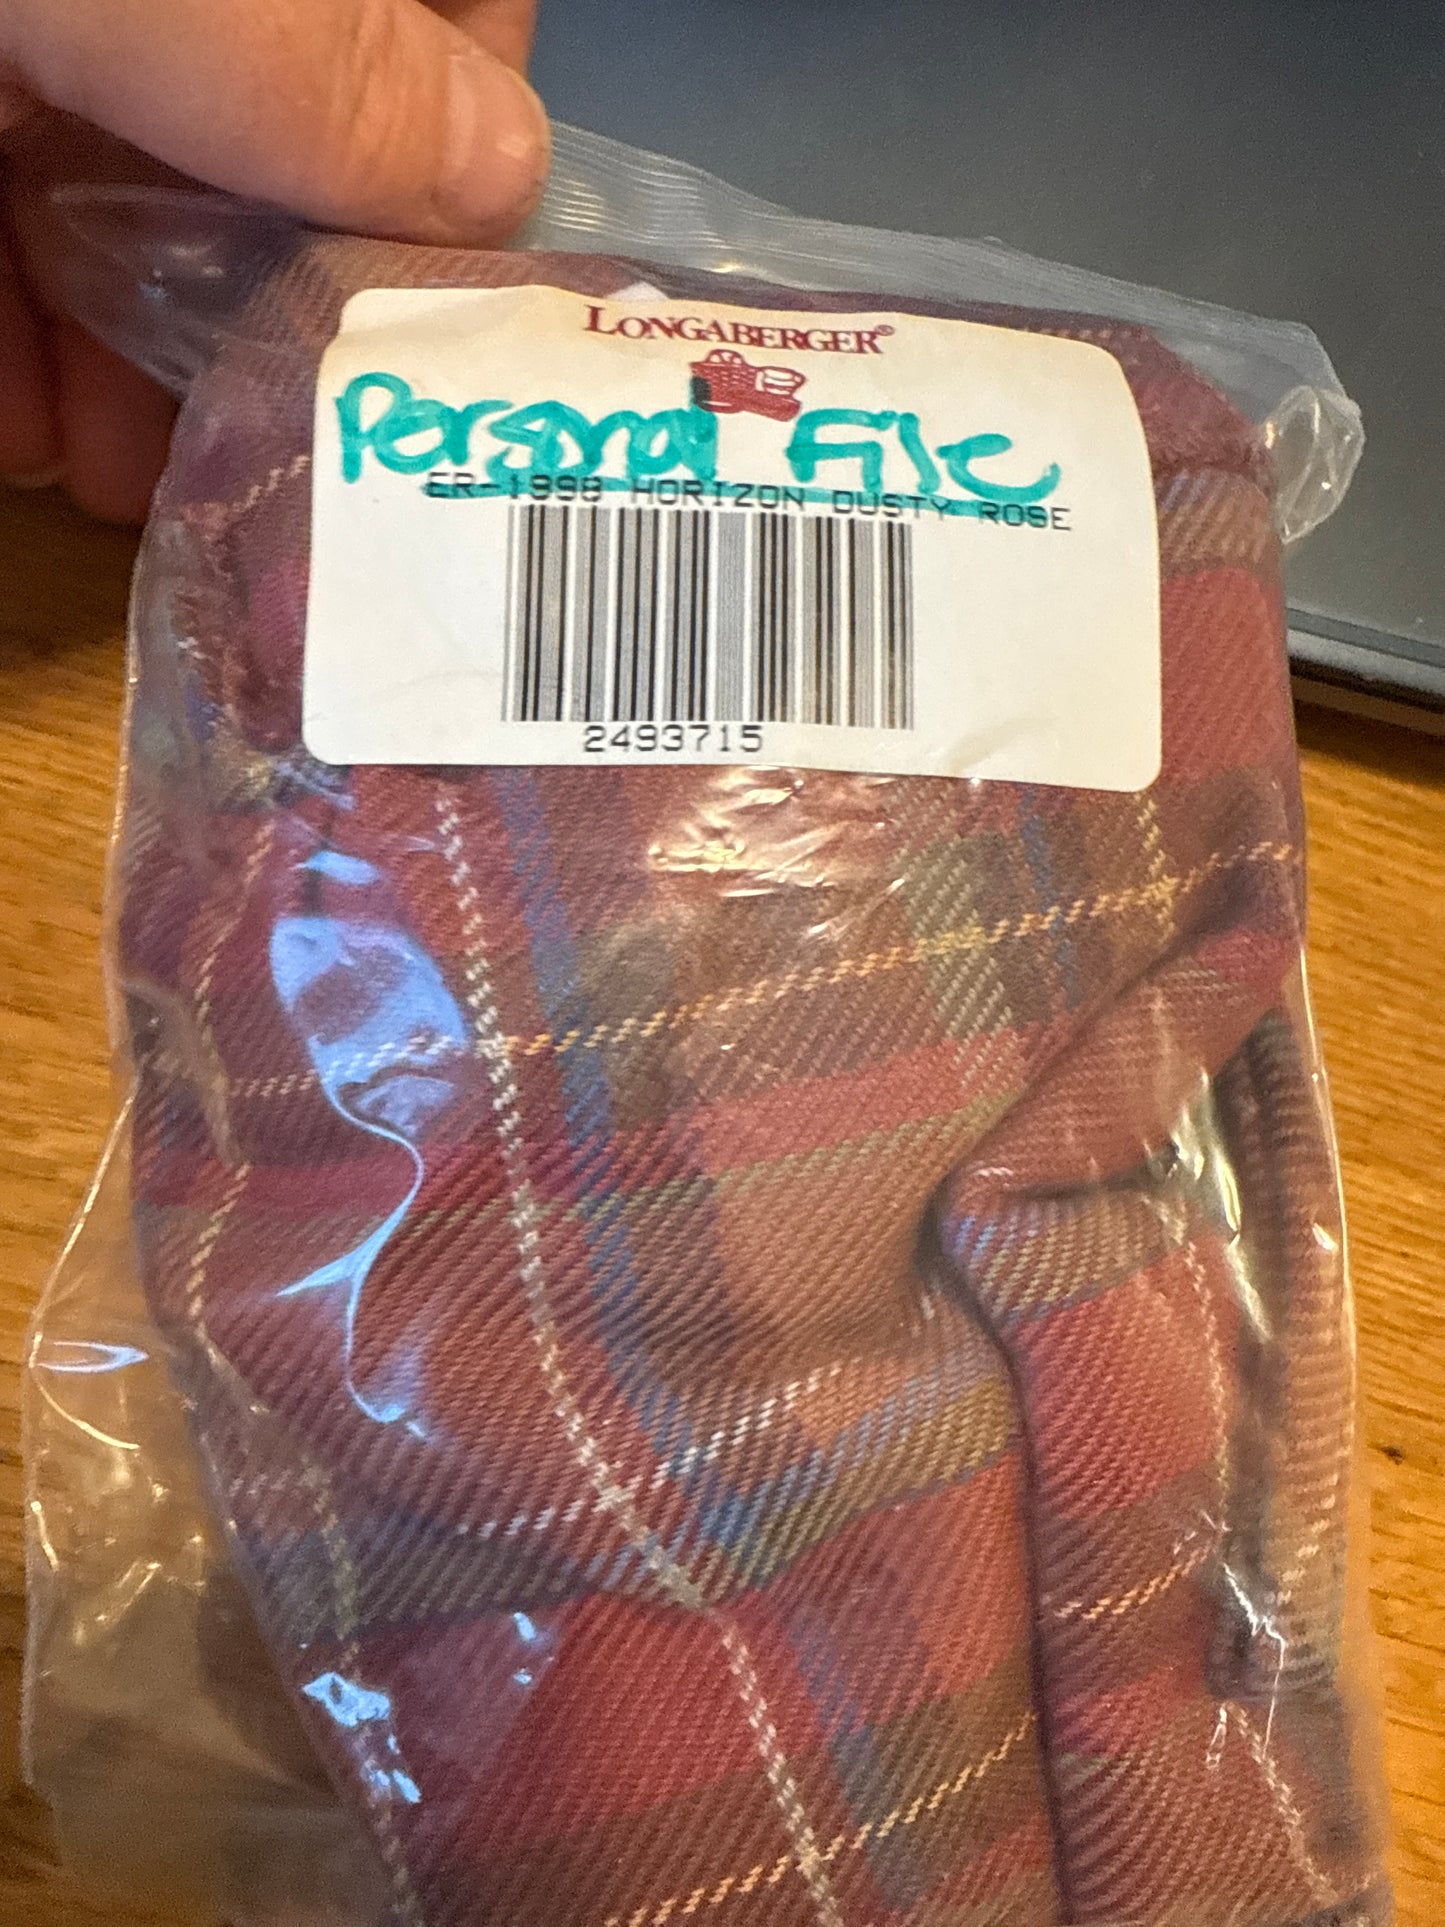 LONGABERGER®
Personal File
ER-1998 HORIZON DUSTY ROSE
2493715